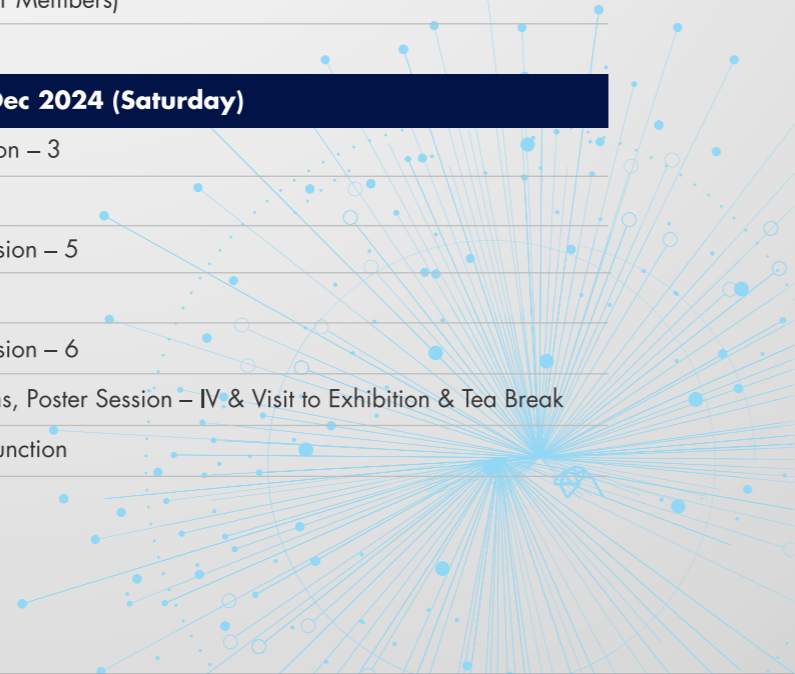 Members)
Dec 2024 (Saturday)
on – 3
sion – 5
sion – 6
s, Poster Session – IV & Visit to Exhibition & Tea Break
unction